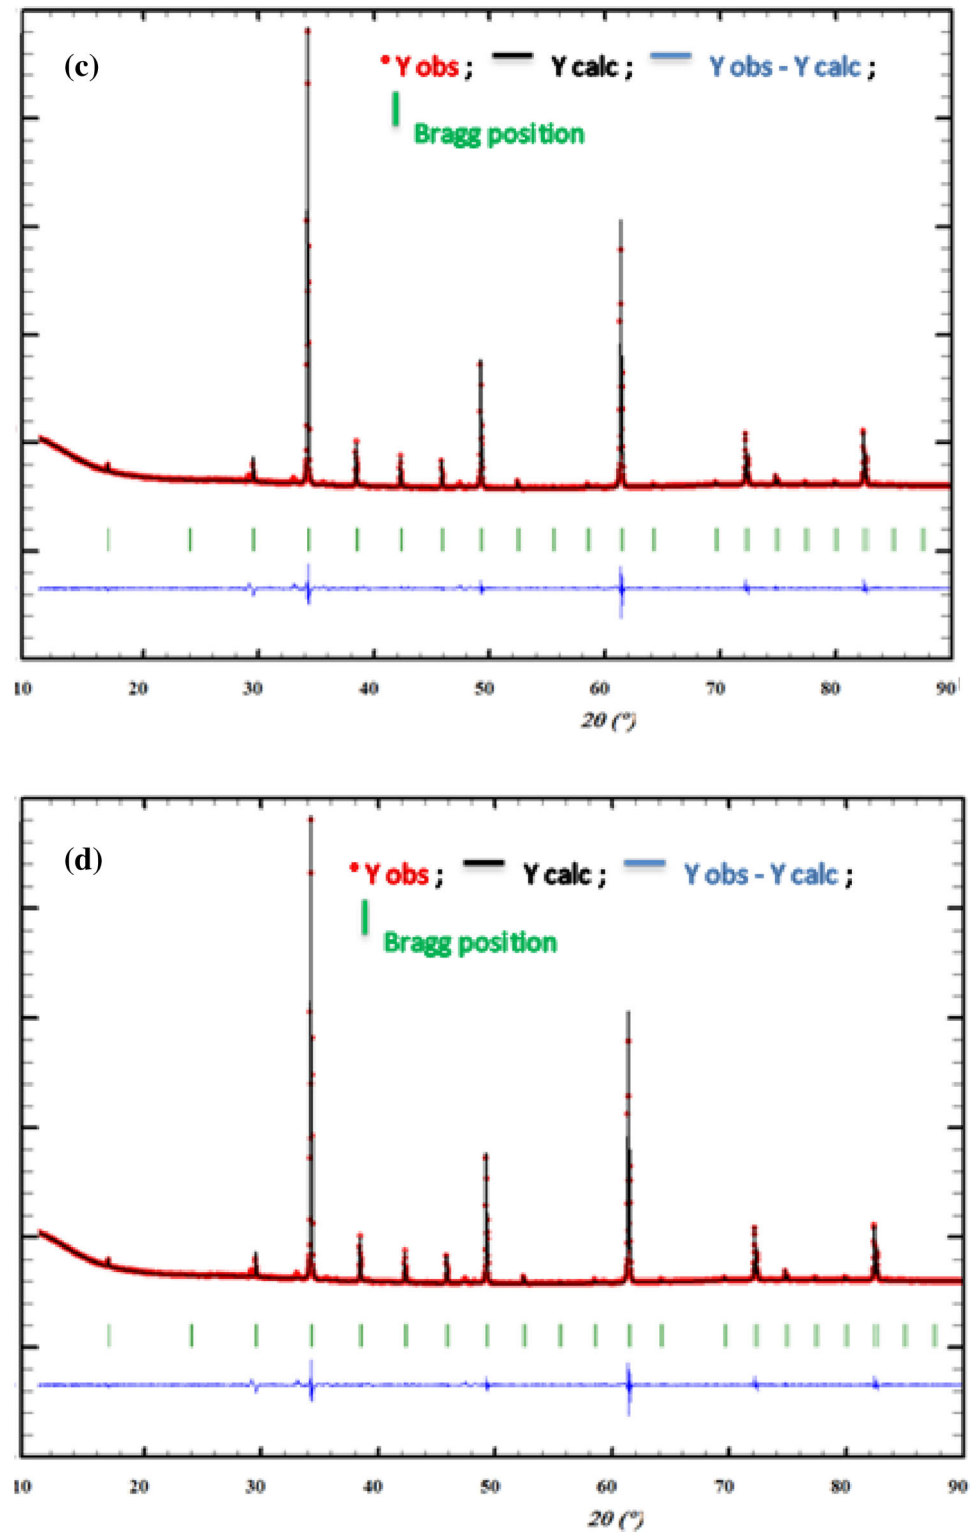 (c)
• Y obs ; Y calc ; Y obs - Y calc ;
Bragg position
10 20 30 40 50 60 70 80 90
2θ (°)
(d)
• Y obs ; Y calc ; Y obs - Y calc ;
Bragg position
10 20 30 40 50 60 70 80 90
2θ (°)